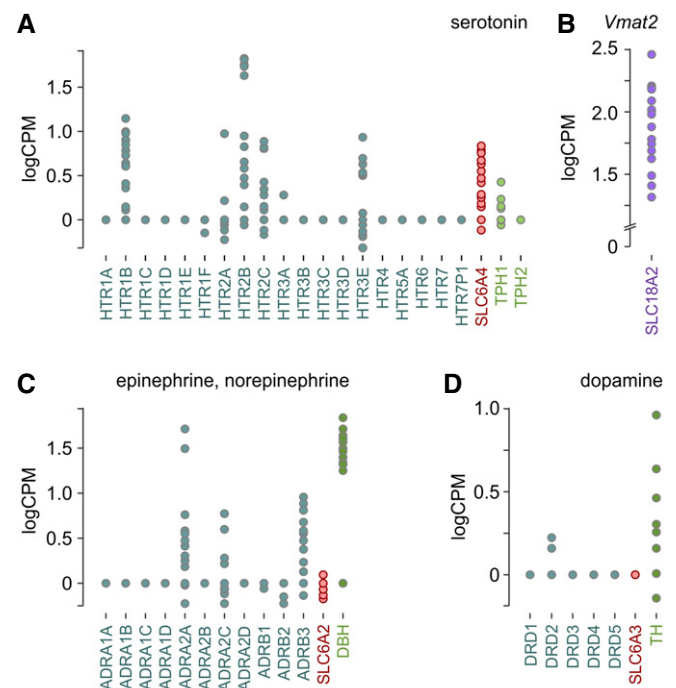 A
serotonin
logCPM
1.5
1.0
0.5
0
HTR1A
HTR1B
HTR1C
HTR1D
HTR1E
HTR1F
HTR2A
HTR2B
HTR2C
HTR3A
HTR3B
HTR3C
HTR3D
HTR3E
HTR4
HTR5A
HTR6
HTR7
HTR7P1
SLC6A4
TPH1
TPH2
B
Vmat2
logCPM
2.5
2.0
1.5
0
SLC18A2
C
epinephrine, norepinephrine
logCPM
1.5
1.0
0.5
0
ADRA1A
ADRA1B
ADRA1C
ADRA1D
ADRA2A
ADRA2B
ADRA2C
ADRA2D
ADRB1
ADRB2
ADRB3
SLC6A2
DBH
D
dopamine
logCPM
1.0
0.5
0
DRD1
DRD2
DRD3
DRD4
DRD5
SLC6A3
TH